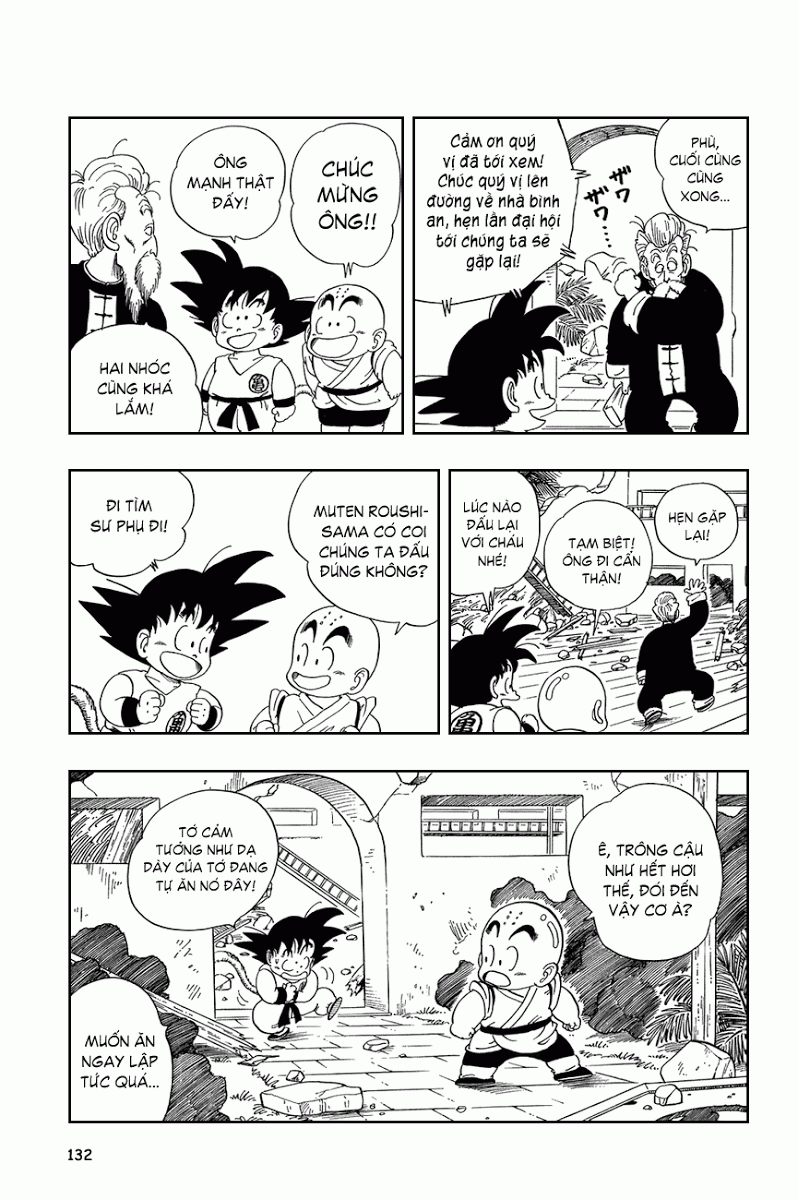 PHÙ,
CUỐI CÙNG
CŨNG
XONG...
ザワ
ザワ...
Cảm ơn quý
vị đã tới xem!
Chúc quý vị lên
đường về nhà bình
an, hẹn lần đại hội
tới chúng ta sẽ
gặp lại!
CHÚC
MỪNG
ÔNG!!
ÔNG
MẠNH THẬT
ĐẤY!
HAI NHÓC
CŨNG KHÁ
LẮM!
HẸN GẶP
LẠI!
TẠM BIỆT!
ÔNG ĐI CẨN
THẬN!
LÚC NÀO
ĐẤU LẠI
VỚI CHÁU
NHÉ!
MUTEN ROUSHI-
SAMA CÓ COI
CHÚNG TA ĐẤU
ĐÚNG KHÔNG?
ĐI TÌM
SƯ PHỤ ĐI!
Ê, TRÔNG CẬU
NHƯ HẾT HƠI
THẾ, ĐÓI ĐẾN
VẬY CƠ À?
TỚ CẢM
TƯỚNG NHƯ DẠ
DÀY CỦA TỚ ĐANG
TỰ ĂN NÓ ĐÂY!
MUỐN ĂN
NGAY LẬP
TỨC QUÁ...
132